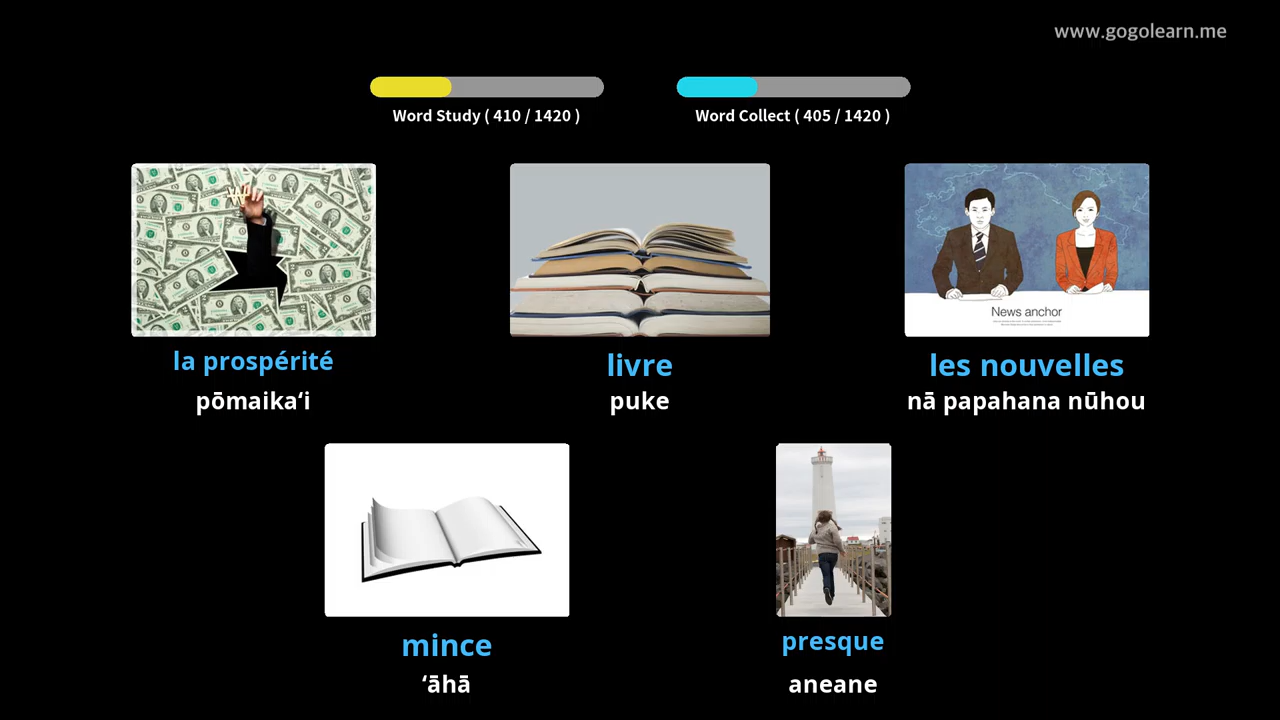 www.gogolearn.me
Word Study ( 410 / 1420 )
Word Collect ( 405 / 1420 )
News anchor
la prospérité
pōmaikaʻi
livre
puke
les nouvelles
nā papahana nūhou
mince
ʻāhā
presque
aneane